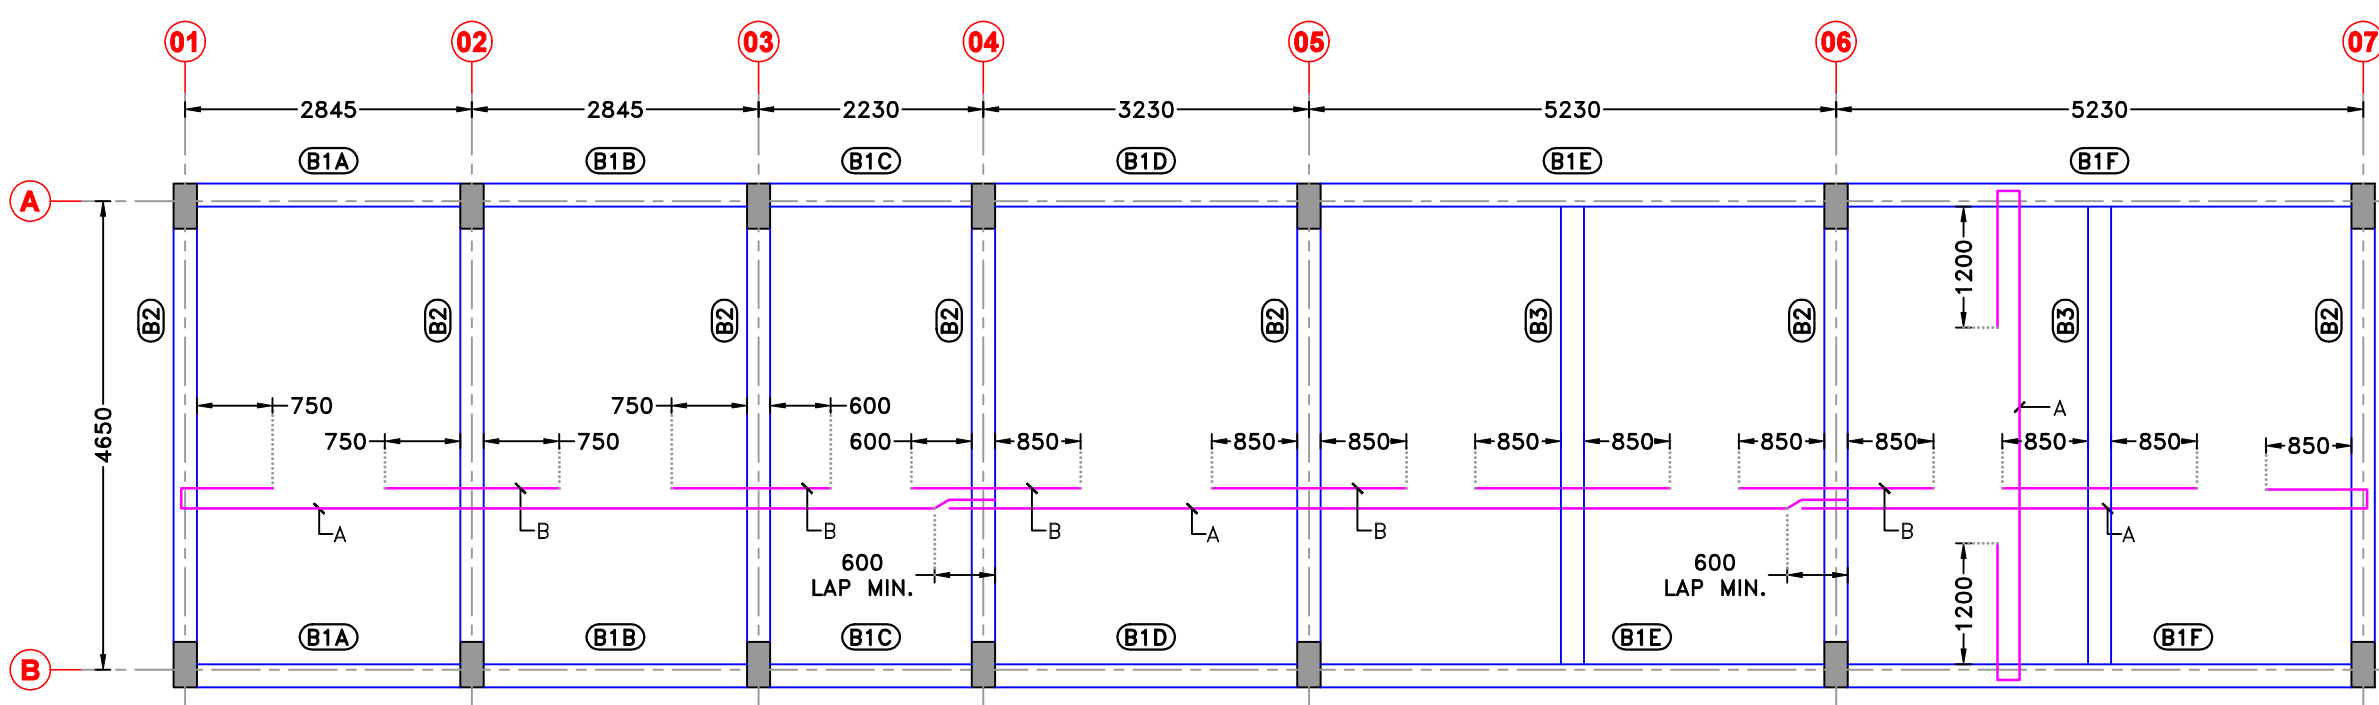 01 02 03 04 05 06 07
2845 2845 2230 3230 5230 5230
B1A B1B B1C B1D B1E B1F
A
1200
B2 B2 B2 B2 B2 B3 B2 B3 B2
4650
750 750 600 A
750 750 600 850 850 850 850 850 850 850 850 850 850
A B B B A B B A
600 600
LAP MIN. LAP MIN.
1200
B1A B1B B1C B1D B1E B1F
B